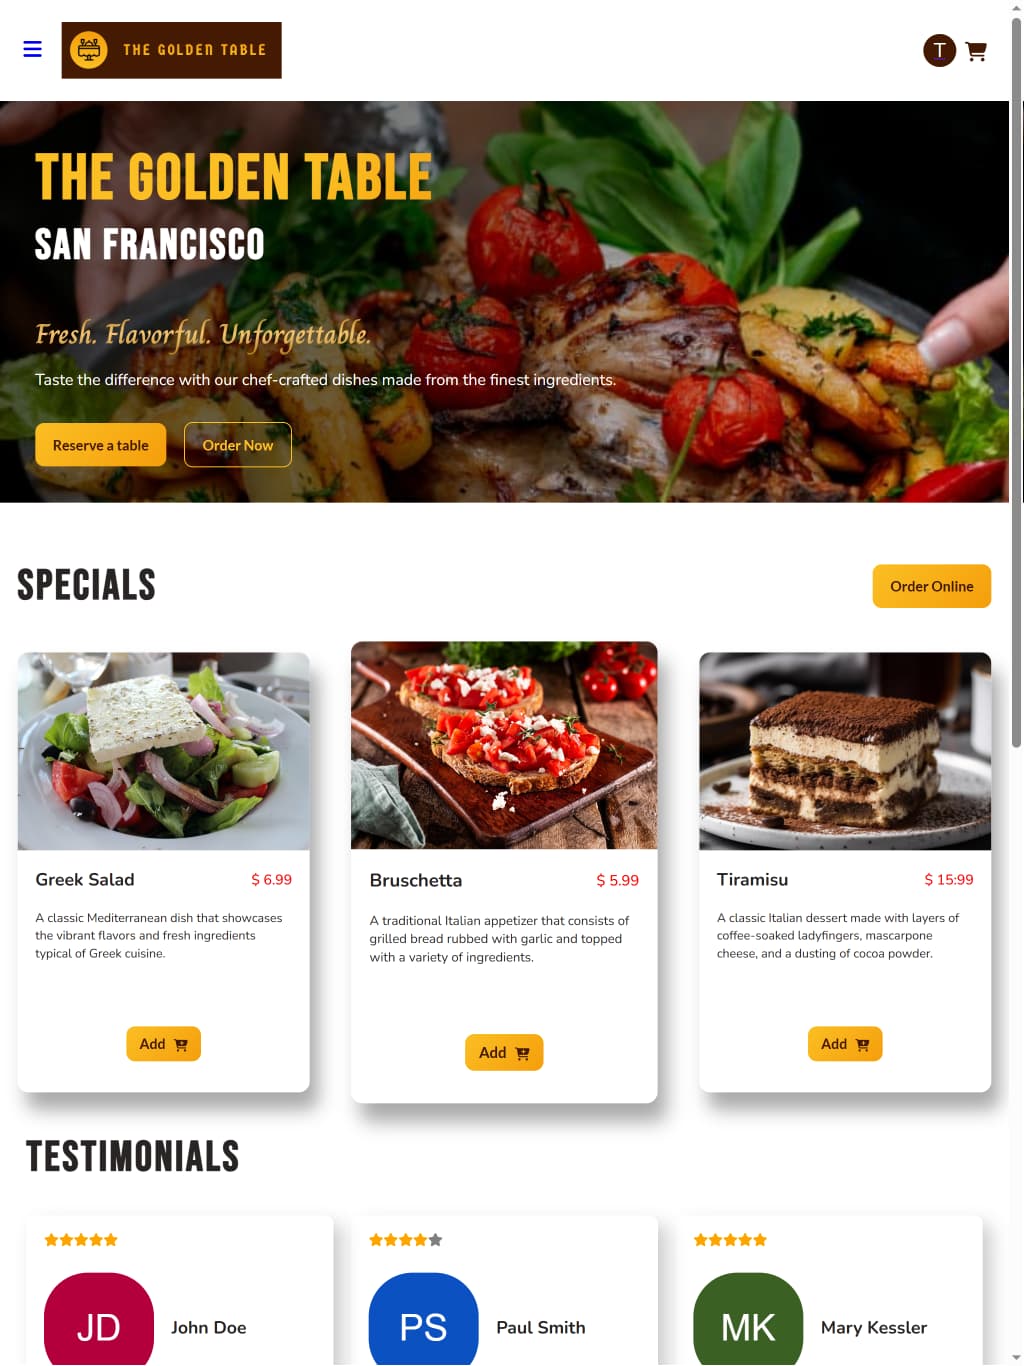 THE GOLDEN TABLE
T
THE GOLDEN TABLE
SAN FRANCISCO
Fresh. Flavorful. Unforgettable.
Taste the difference with our chef-crafted dishes made from the finest ingredients.
Reserve a table
Order Now
SPECIALS
Order Online
Greek Salad
$ 6.99
A classic Mediterranean dish that showcases
the vibrant flavors and fresh ingredients
typical of Greek cuisine.
Add
Bruschetta
$ 5.99
A traditional Italian appetizer that consists of
grilled bread rubbed with garlic and topped
with a variety of ingredients.
Add
Tiramisu
$ 15:99
A classic Italian dessert made with layers of
coffee-soaked ladyfingers, mascarpone
cheese, and a dusting of cocoa powder.
Add
TESTIMONIALS
JD
John Doe
PS
Paul Smith
MK
Mary Kessler